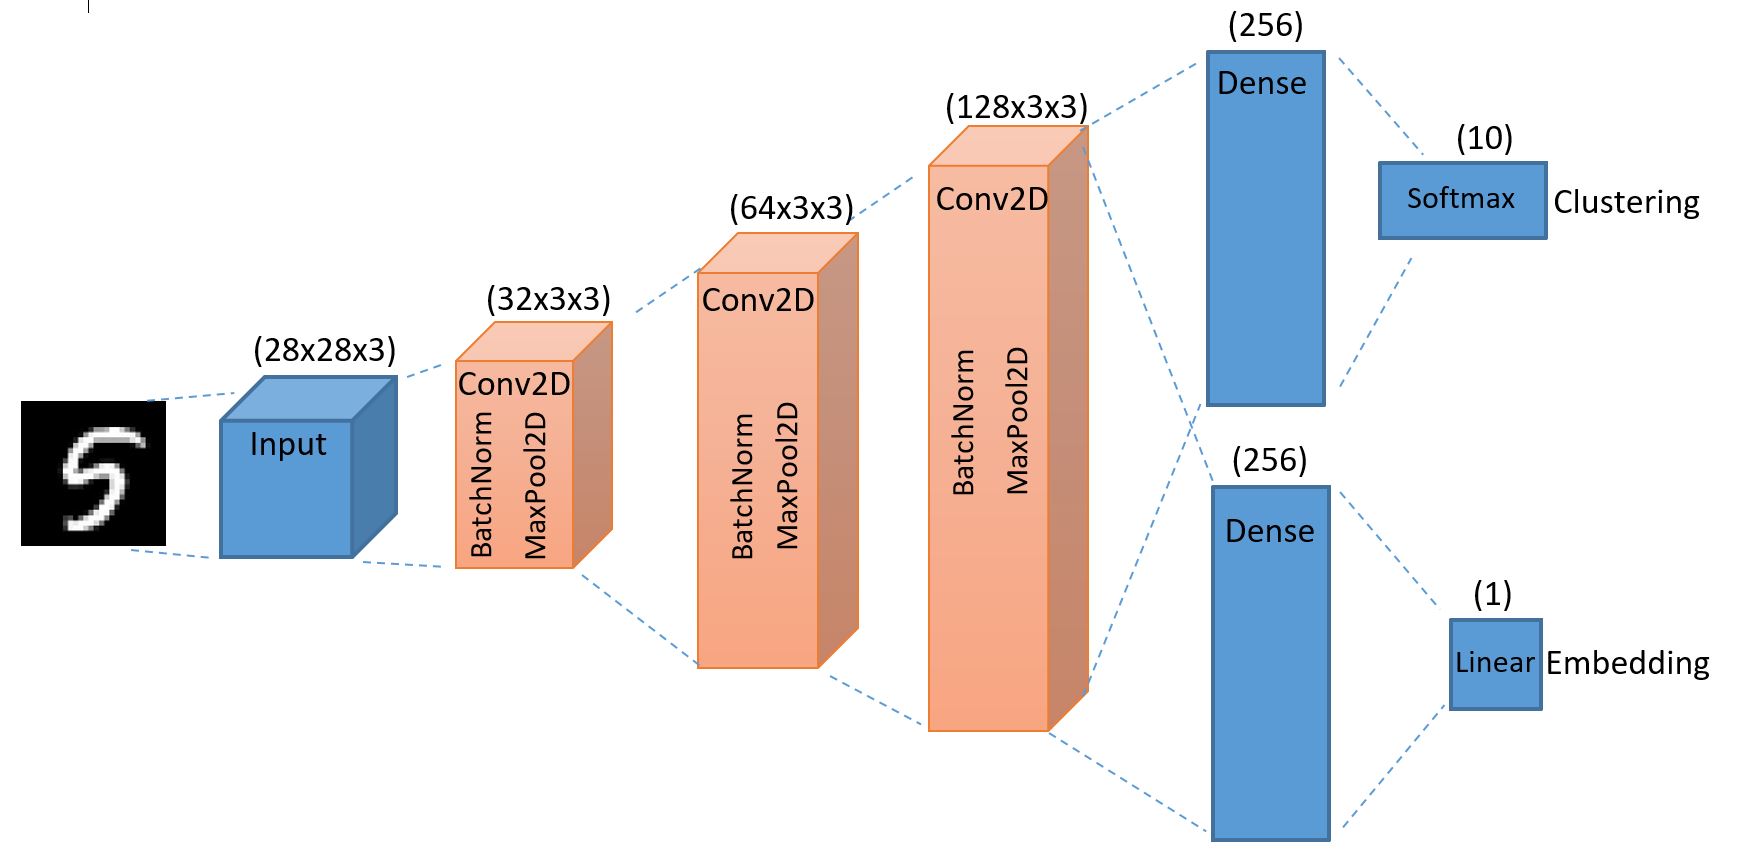 (28x28x3)
Input
(32x3x3)
Conv2D
BatchNorm
MaxPool2D
(64x3x3)
Conv2D
BatchNorm
MaxPool2D
(128x3x3)
Conv2D
BatchNorm
MaxPool2D
(256)
Dense
(10)
Softmax
Clustering
(256)
Dense
(1)
Linear
Embedding
5